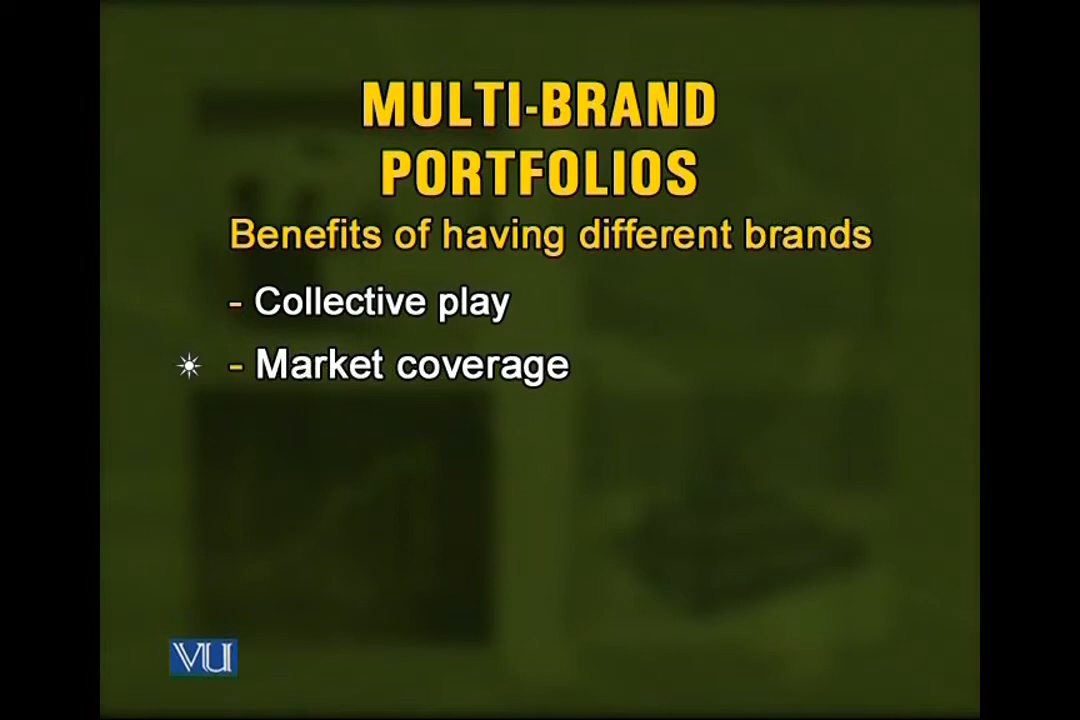 MULTI-BRAND
PORTFOLIOS
Benefits of having different brands
- Collective play
- Market coverage
VU